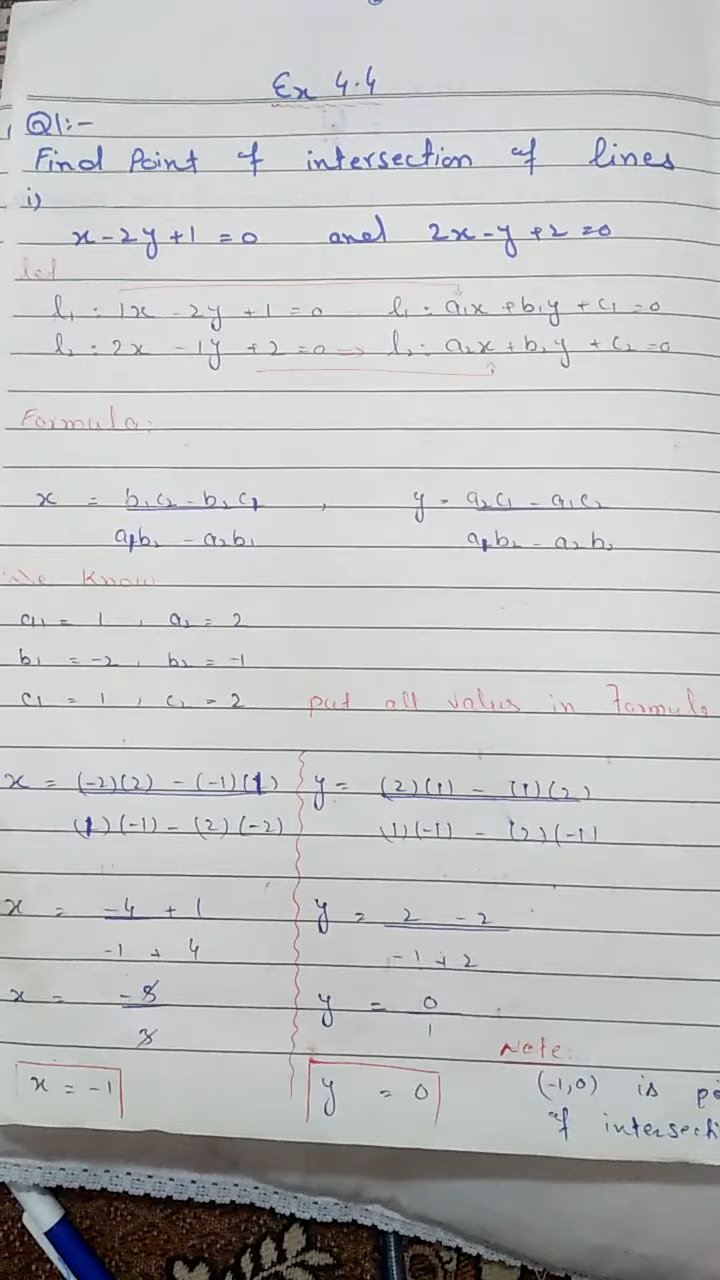 Ex 4.4
Q1:-
Find Point of intersection of lines
i)
x-2y+1=0 and 2x-y+2=0
let
l₁ : 1x - 2y + 1 = 0 l₁ : a₁x + b₁y + c₁ = 0
l₂ : 2x - 1y + 2 = 0 → l₂ : a₂x + b₂y + c₂ = 0
Formula:
x = b₁c₂ - b₂c₁ / a₁b₂ - a₂b₁ , y = a₂c₁ - a₁c₂ / a₁b₂ - a₂b₂
We know
a₁ = 1 , a₂ = 2
b₁ = -2 , b₂ = -1
c₁ = 1 , c₂ = 2 put all values in Formula
x = (-2)(2) - (-1)(1) / (1)(-1) - (2)(-2) y = (2)(1) - (1)(2) / (1)(-1) - (2)(-1)
x = -4 + 1 / -1 + 4 y = 2 - 2 / -1 + 2
x = -3 / 3 y = 0 / 1
Note:
x = -1 y = 0 (-1,0) is
of